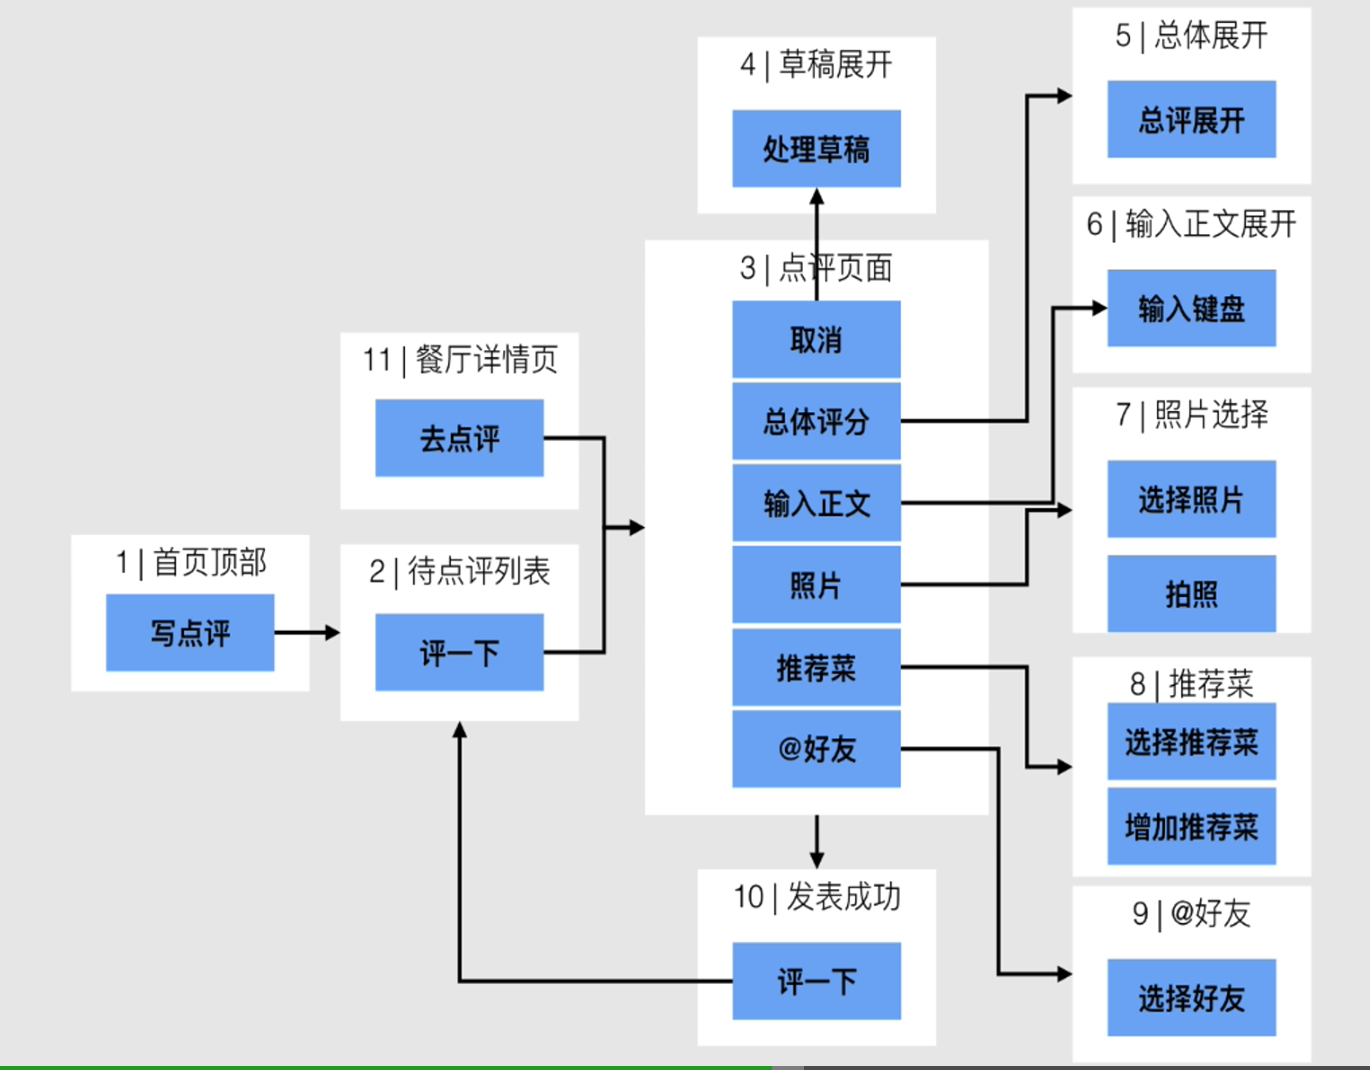 1 | 首页顶部
写点评
2 | 待点评列表
评一下
11 | 餐厅详情页
去点评
3 | 点评页面
取消
总体评分
输入正文
照片
推荐菜
@好友
4 | 草稿展开
处理草稿
5 | 总体展开
总评展开
6 | 输入正文展开
输入键盘
7 | 照片选择
选择照片
拍照
8 | 推荐菜
选择推荐菜
增加推荐菜
9 | @好友
选择好友
10 | 发表成功
评一下